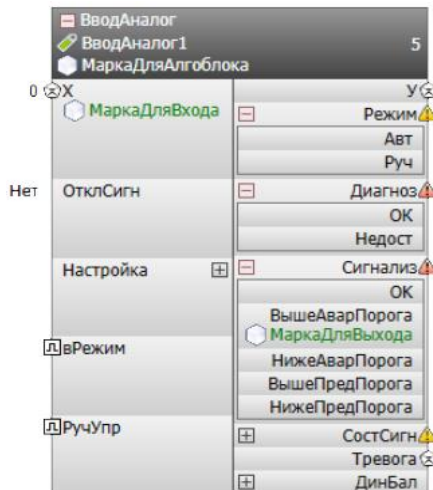 ВводАналог
ВводАналог1 5
МаркаДляАлгоблока
0 X У
МаркаДляВхода Режим
Авт
Руч
Нет ОтклСигн Диагноз
ОК
Недост
Настройка Сигнализ
ОК
ВышеАварПорога
МаркаДляВыхода
вРежим НижеАварПорога
ВышеПредПорога
НижеПредПорога
РучУпр СостСигн
Тревога
ДинБал